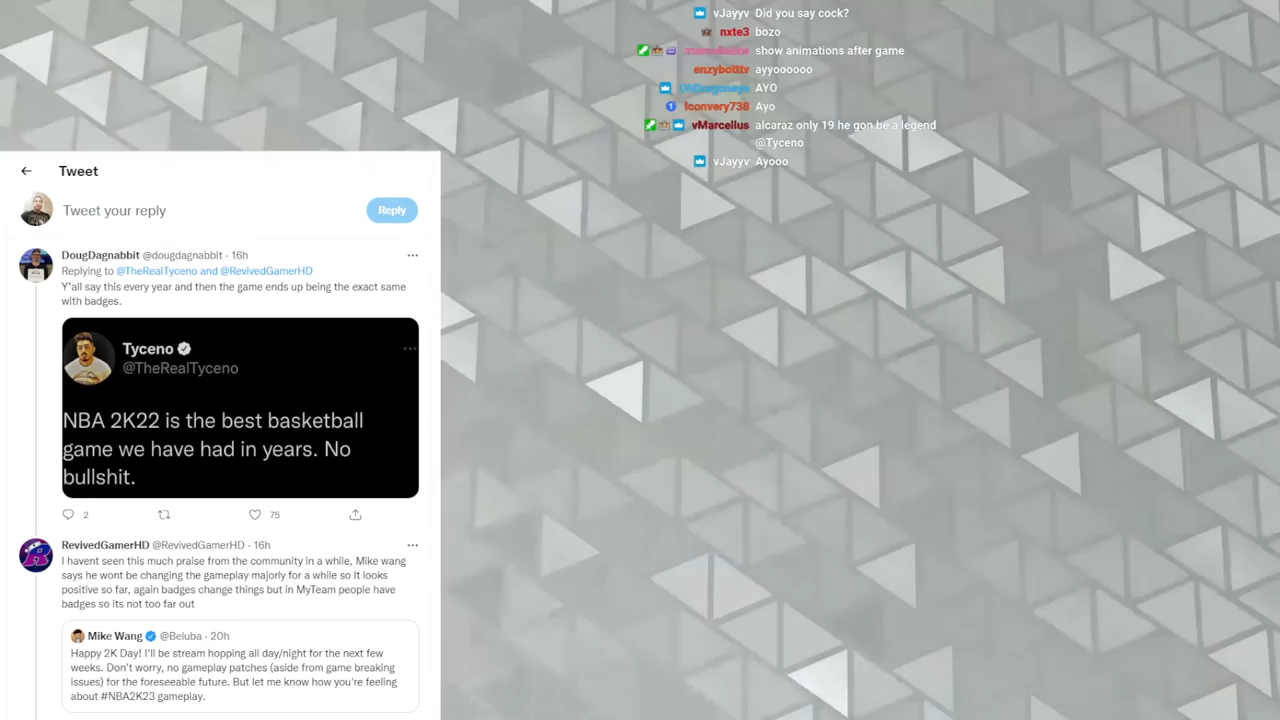 vJayyv Did you say cock?
nxte3 bozo
show animations after game
enzybotttv ayyoooooo
AYO
1convery738 Ayo
vMarcellus alcaraz only 19 he gon be a legend
@Tyceno
vJayyv Ayooo
Tweet
Tweet your reply
Reply
DougDagnabbit @dougdagnabbit · 16h
Replying to @TheRealTyceno and @RevivedGamerHD
Y'all say this every year and then the game ends up being the exact same
with badges.
Tyceno
@TheRealTyceno
NBA 2K22 is the best basketball
game we have had in years. No
bullshit.
2
75
RevivedGamerHD @RevivedGamerHD · 16h
I havent seen this much praise from the community in a while, Mike wang
says he wont be changing the gameplay majorly for a while so it looks
positive so far, again badges change things but in MyTeam people have
badges so its not too far out
Mike Wang @Beluba · 20h
Happy 2K Day! I'll be stream hopping all day/night for the next few
weeks. Don't worry, no gameplay patches (aside from game breaking
issues) for the foreseeable future. But let me know how you're feeling
about #NBA2K23 gameplay.